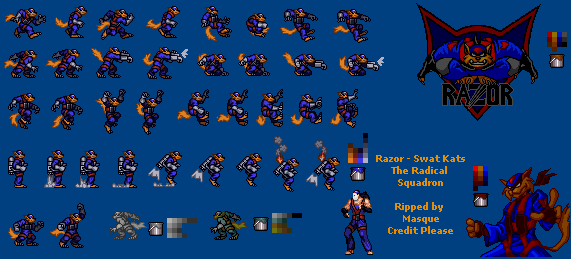 RAZOR
Razor - Swat Kats
The Radical
Squadron
Ripped by
Masque
Credit Please